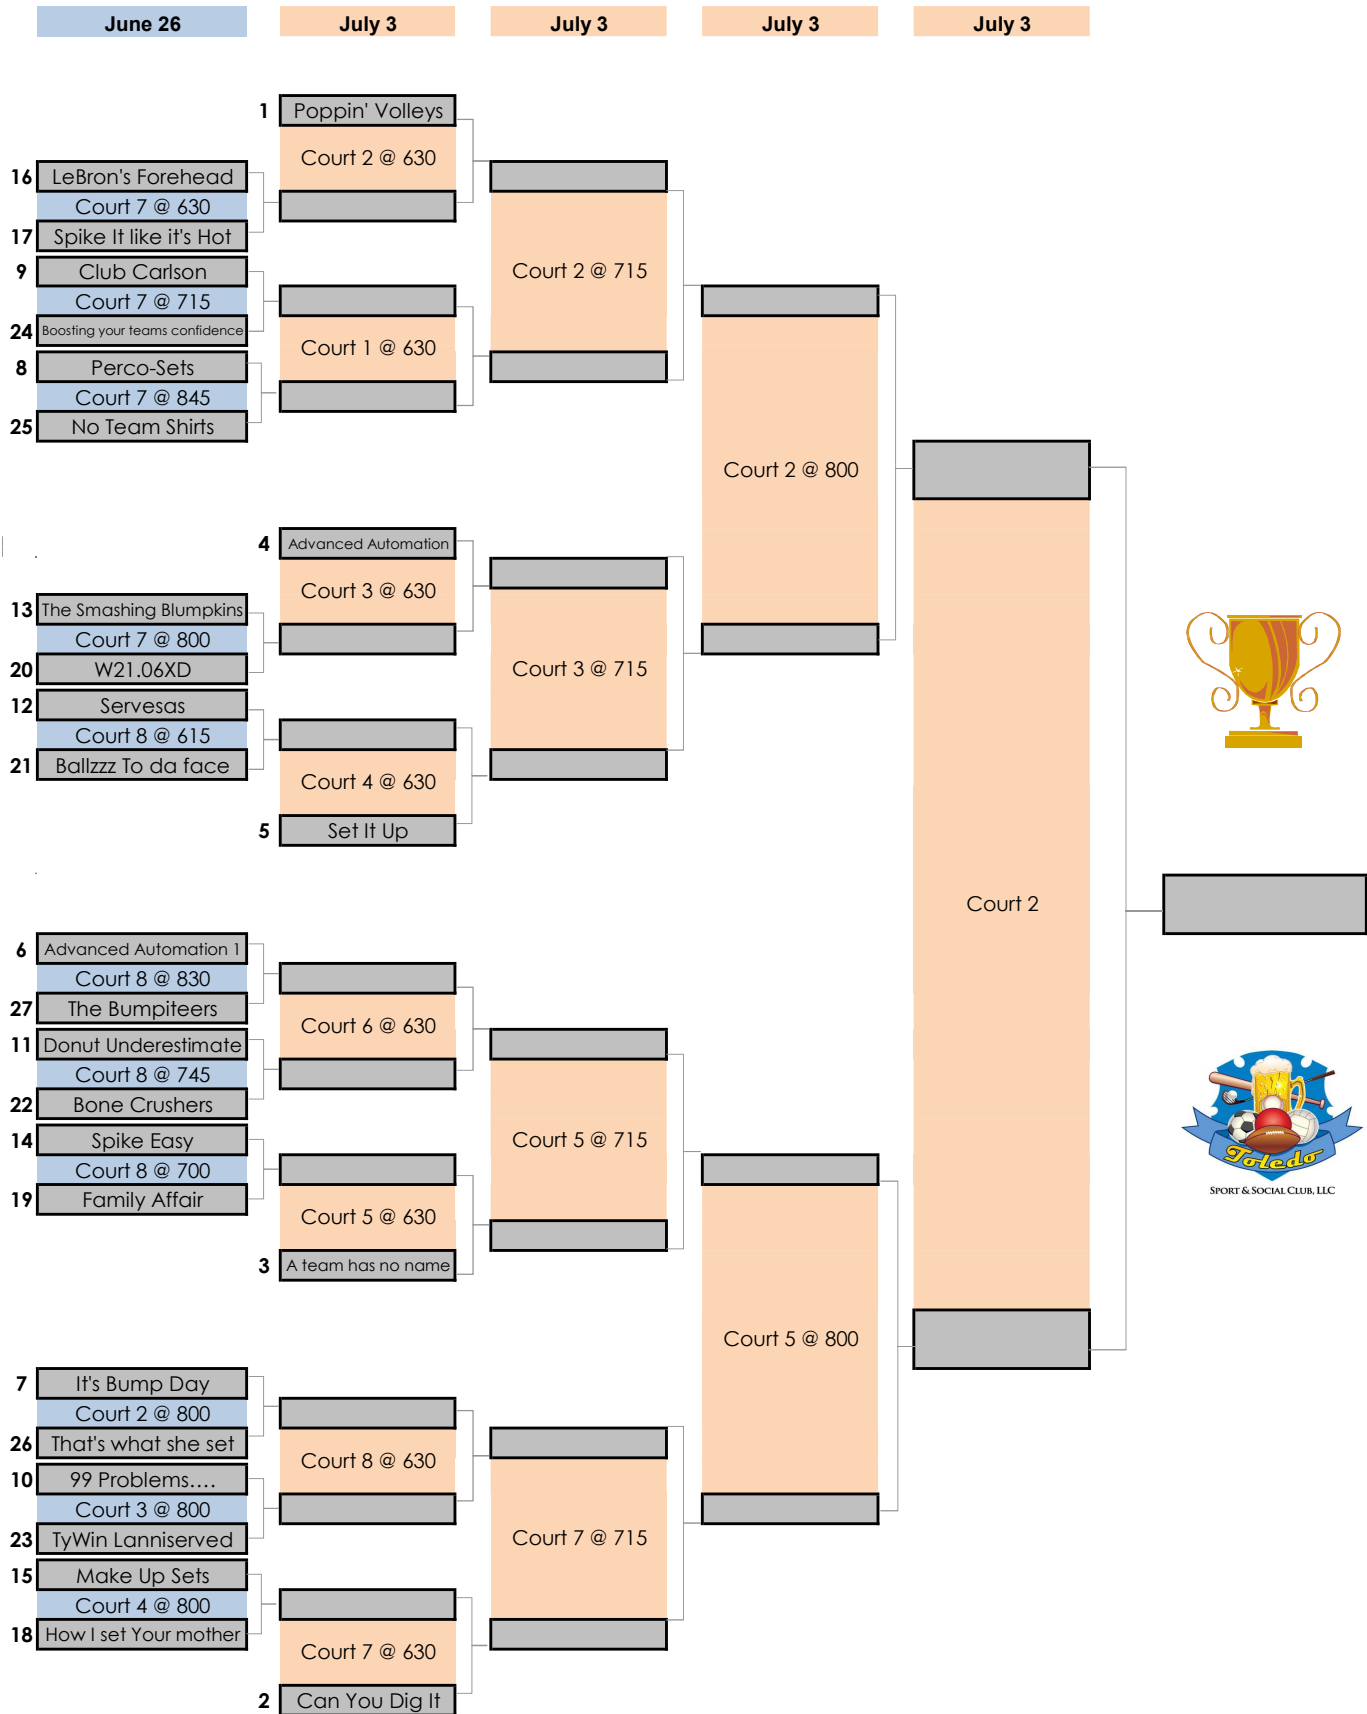 June 26
July 3
July 3
July 3
July 3
1 Poppin' Volleys
Court 2 @ 630
16 LeBron's Forehead
Court 7 @ 630
17 Spike It like it's Hot
9 Club Carlson
Court 7 @ 715
24 Boosting your teams confidence
Court 1 @ 630
8 Perco-Sets
Court 7 @ 845
25 No Team Shirts
Court 2 @ 715
Court 2 @ 800
4 Advanced Automation
Court 3 @ 630
13 The Smashing Blumpkins
Court 7 @ 800
20 W21.06XD
12 Servesas
Court 8 @ 615
21 Ballzzz To da face
Court 4 @ 630
5 Set It Up
Court 3 @ 715
Court 2
6 Advanced Automation 1
Court 8 @ 830
27 The Bumpiteers
Court 6 @ 630
11 Donut Underestimate
Court 8 @ 745
22 Bone Crushers
14 Spike Easy
Court 8 @ 700
19 Family Affair
Court 5 @ 630
3 A team has no name
Court 5 @ 715
Toledo
SPORT & SOCIAL CLUB, LLC
Court 5 @ 800
7 It's Bump Day
Court 2 @ 800
26 That's what she set
Court 8 @ 630
10 99 Problems....
Court 3 @ 800
23 TyWin Lanniserved
Court 7 @ 715
15 Make Up Sets
Court 4 @ 800
18 How I set Your mother
Court 7 @ 630
2 Can You Dig It